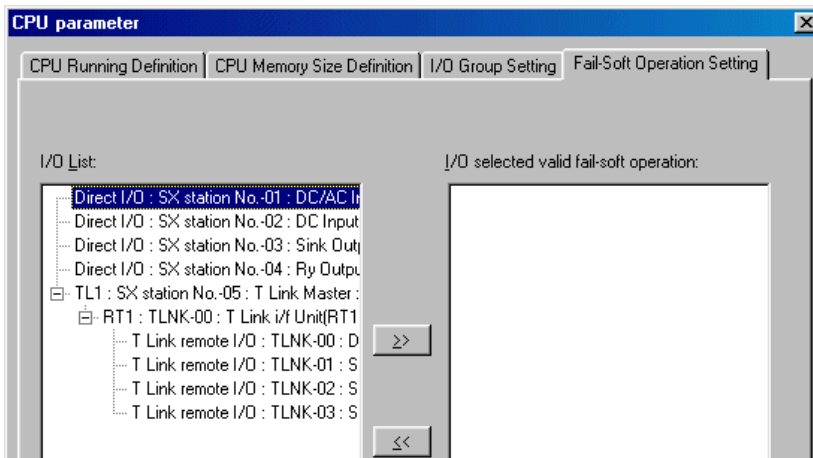 CPU parameter
CPU Running Definition CPU Memory Size Definition I/O Group Setting Fail-Soft Operation Setting
I/O List: I/O selected valid fail-soft operation:
Direct I/O : SX station No.-01 : DC/AC
Direct I/O : SX station No.-02 : DC Input
Direct I/O : SX station No.-03 : Sink
Direct I/O : SX station No.-04 : Ry
TL1 : SX station No.-05 : T Link Master :
RT1 : TLNK-00 : T Link i/f Unit(RT1
T Link remote I/O : TLNK-00 : D
>>
T Link remote I/O : TLNK-01 : S
T Link remote I/O : TLNK-02 : S
T Link remote I/O : TLNK-03 : S
<<